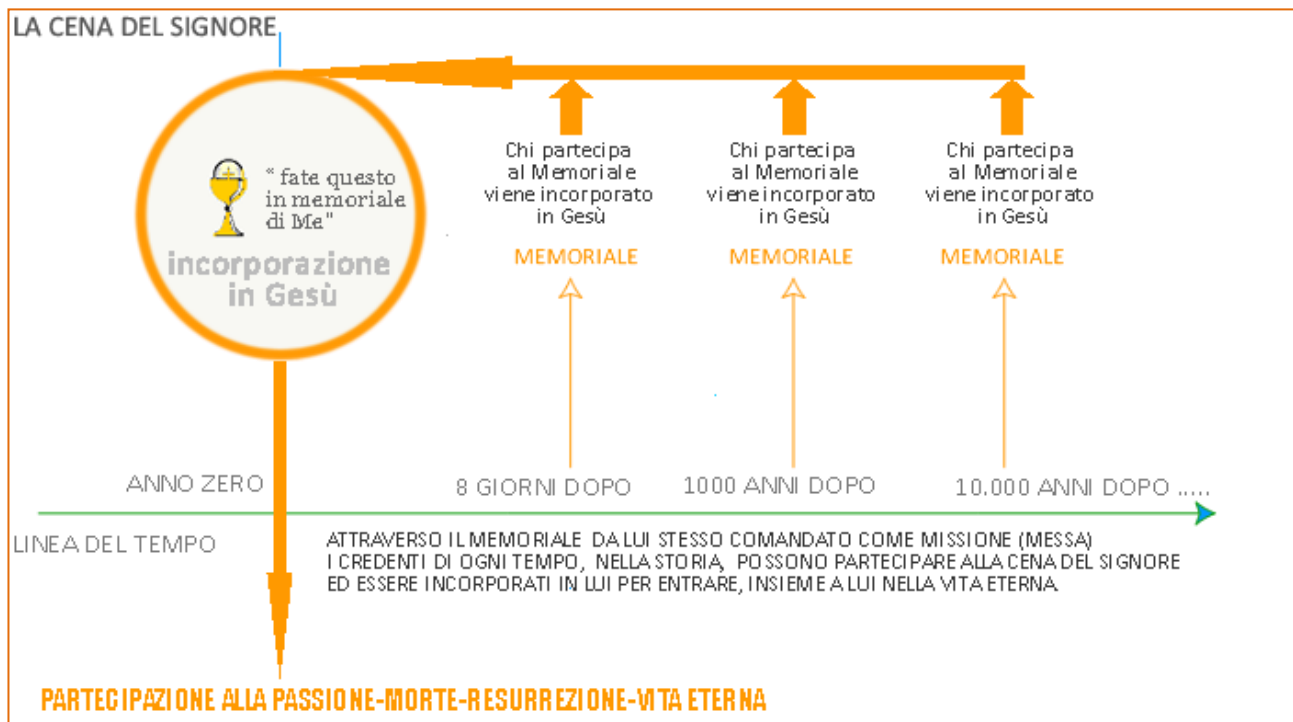 LA CENA DEL SIGNORE
" fate questo
in memoriale
di Me"
incorporazione
in Gesù
Chi partecipa
al Memoriale
viene incorporato
in Gesù
MEMORIALE
Chi partecipa
al Memoriale
viene incorporato
in Gesù
MEMORIALE
Chi partecipa
al Memoriale
viene incorporato
in Gesù
MEMORIALE
ANNO ZERO
8 GIORNI DOPO
1000 ANNI DOPO
10.000 ANNI DOPO .....
LINEA DEL TEMPO
ATTRAVERSO IL MEMORIALE DA LUI STESSO COMANDATO COME MISSIONE (MESSA)
I CREDENTI DI OGNI TEMPO, NELLA STORIA, POSSONO PARTECIPARE ALLA CENA DEL SIGNORE
ED ESSERE INCORPORATI IN LUI PER ENTRARE, INSIEME A LUI NELLA VITA ETERNA.
PARTECIPAZIONE ALLA PASSIONE-MORTE-RESURREZIONE-VITA ETERNA